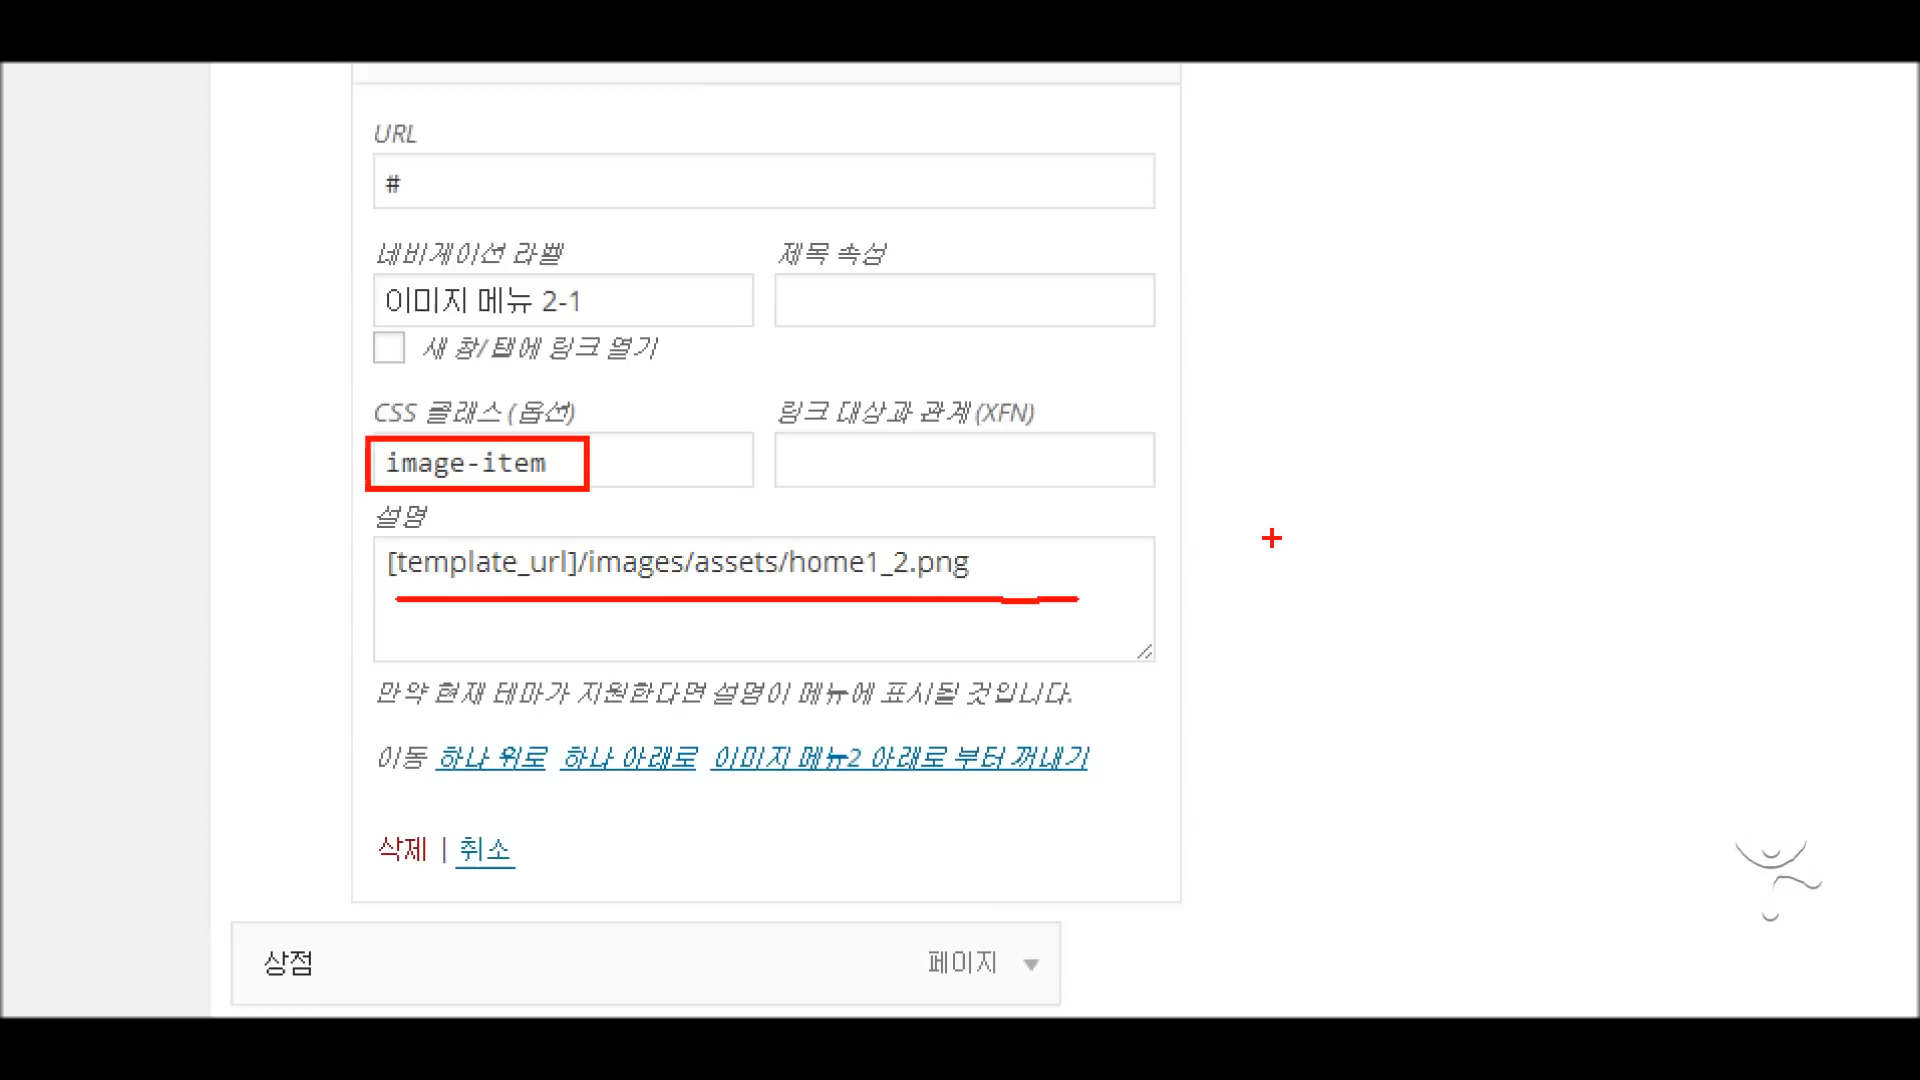 URL
#
네비게이션 라벨 제목 속성
이미지 메뉴 2-1
새 창/탭에 링크 열기
CSS 클래스 (옵션) 링크 대상과 관계 (XFN)
image-item
설명
[template_url]/images/assets/home1_2.png
만약 현재 테마가 지원한다면 설명이 메뉴에 표시될 것입니다.
이동 하나 위로 하나 아래로 이미지 메뉴2 아래로 부터 꺼내기
삭제 | 취소
상점 페이지